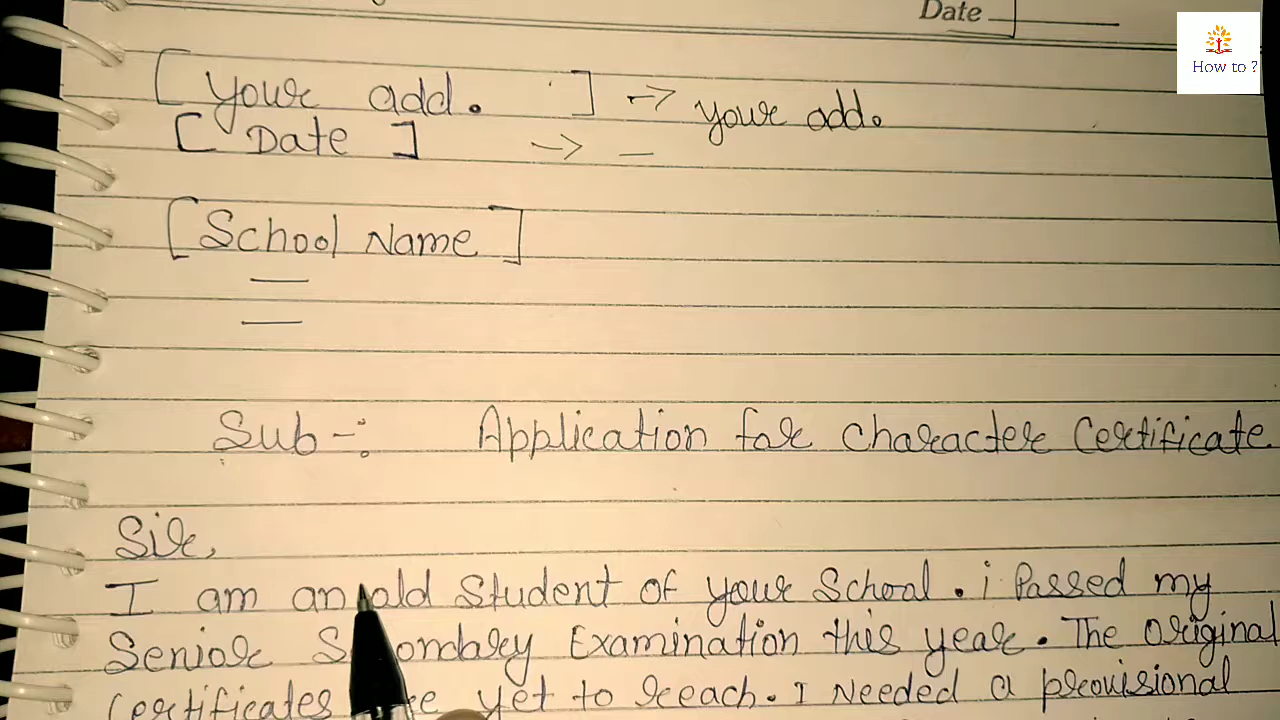 Date
How to ?
[ Your add. ] → your add.
[ Date ] → –
[ School Name ]
Sub -: Application for character Certificate
Sir,
I am an old Student of your School. i Passed my
Senior Secondary Examination this year. The original
Certificates yet to reach. I Needed a provisional